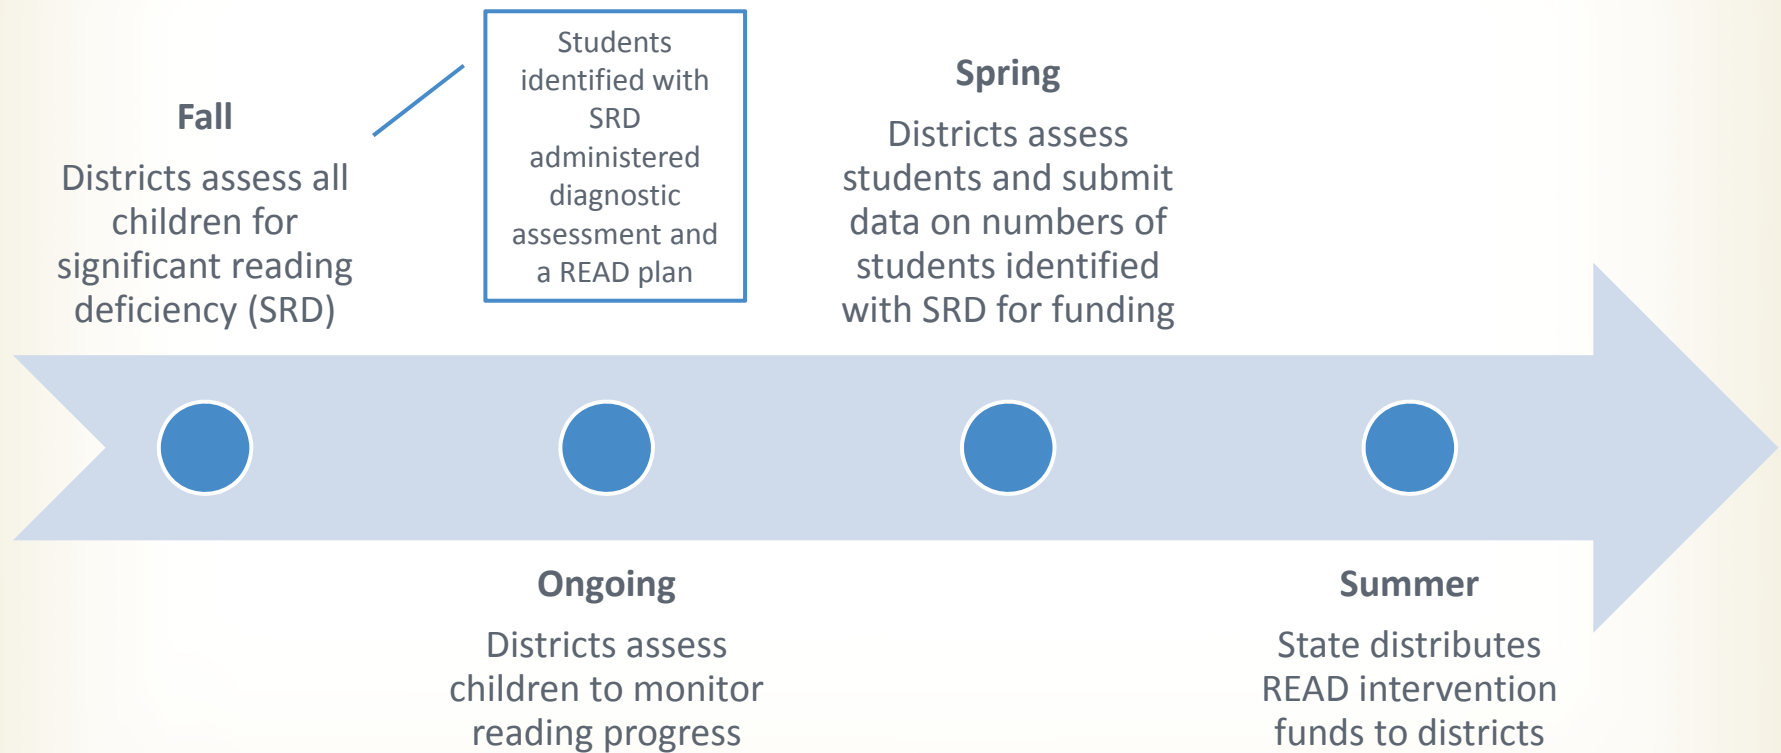 Fall
Districts assess all
children for
significant reading
deficiency (SRD)
Students
identified with
SRD
administered
diagnostic
assessment and
a READ plan
Ongoing
Districts assess
children to monitor
reading progress
Spring
Districts assess
students and submit
data on numbers of
students identified
with SRD for funding
Summer
State distributes
READ intervention
funds to districts